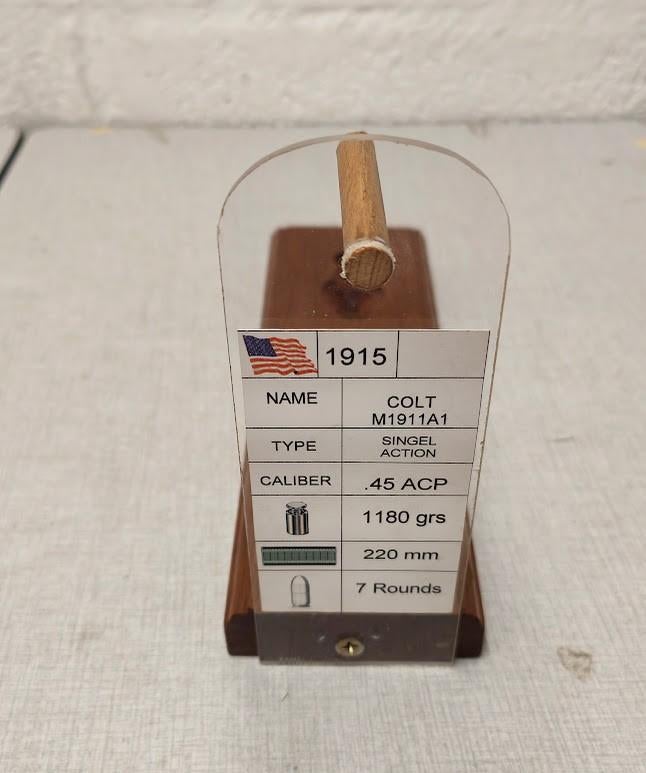 1915
NAME
COLT
M1911A1
TYPE
SINGEL
ACTION
CALIBER
.45 ACP
1180 grs
220 mm
7 Rounds